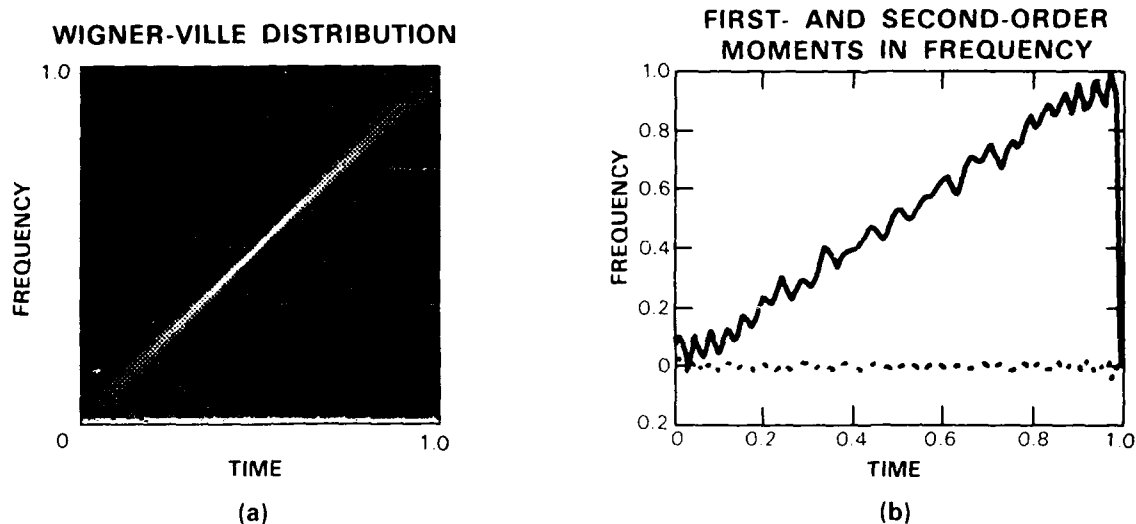 WIGNER-VILLE DISTRIBUTION
1.0
FREQUENCY
0
1.0
TIME
(a)
FIRST- AND SECOND-ORDER
MOMENTS IN FREQUENCY
1.0
0.8
0.6
0.4
0.2
0
0.2
FREQUENCY
0
0.2
0.4
0.6
0.8
1.0
TIME
(b)